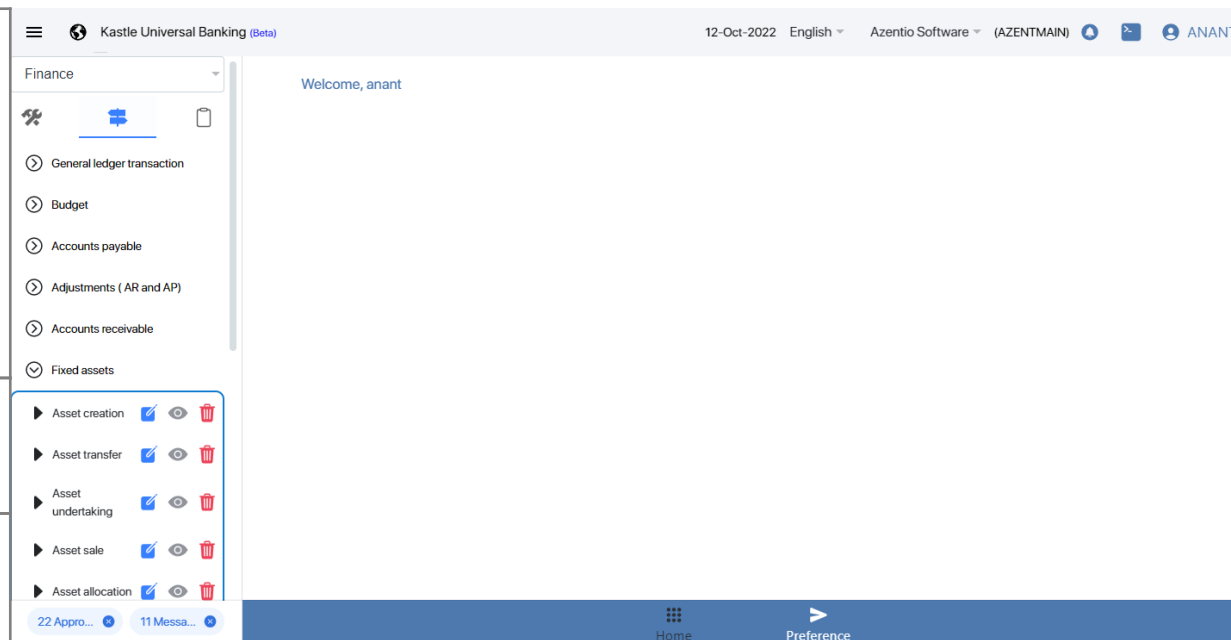 Kastle Universal Banking (Beta)
12-Oct-2022 English Azentio Software (AZENTMAIN) ANANT
Finance
Welcome, anant
General ledger transaction
Budget
Accounts payable
Adjustments ( AR and AP)
Accounts receivable
Fixed assets
Asset creation
Asset transfer
Asset
undertaking
Asset sale
Asset allocation
22 Appro... 11 Messa...
Home Preference